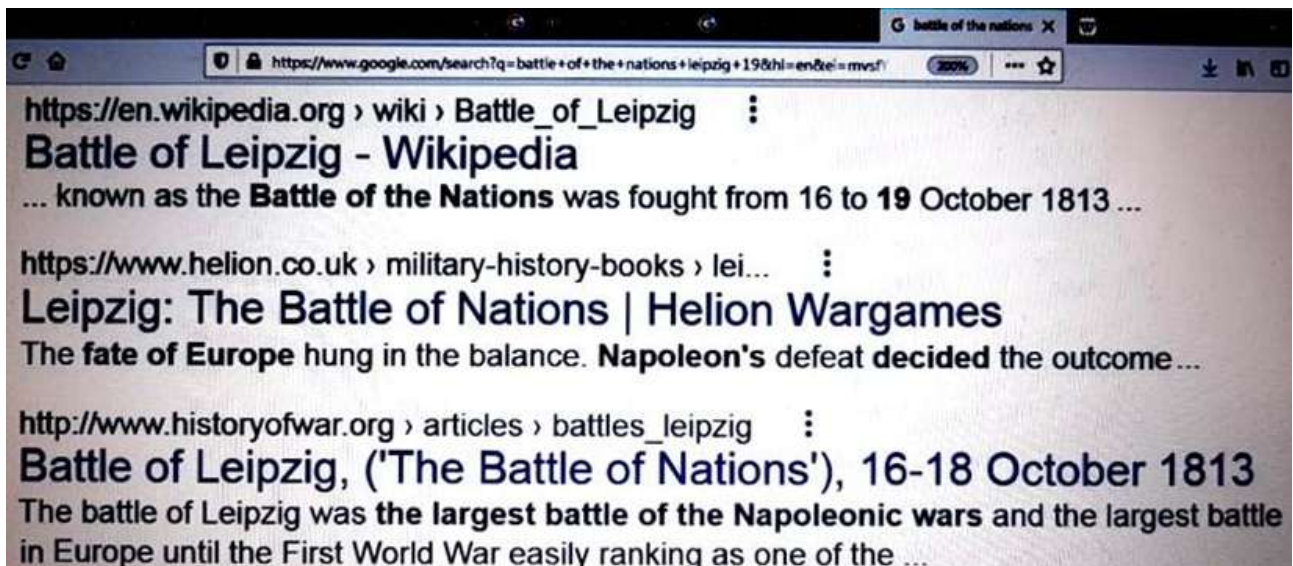 G battle of the nations X
https://www.google.com/search?q=battle+of+the+nations+leipzig+19&hl=en&ei=mvsfY 200%
https://en.wikipedia.org › wiki › Battle_of_Leipzig
Battle of Leipzig - Wikipedia
... known as the Battle of the Nations was fought from 16 to 19 October 1813 ...
https://www.helion.co.uk › military-history-books › lei...
Leipzig: The Battle of Nations | Helion Wargames
The fate of Europe hung in the balance. Napoleon's defeat decided the outcome...
http://www.historyofwar.org › articles › battles_leipzig
Battle of Leipzig, ('The Battle of Nations'), 16-18 October 1813
The battle of Leipzig was the largest battle of the Napoleonic wars and the largest battle
in Europe until the First World War easily ranking as one of the ...